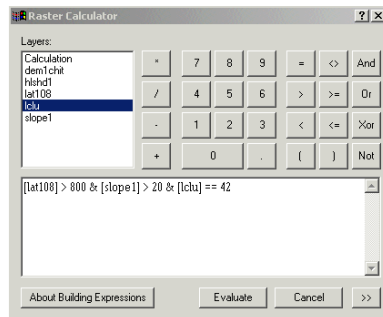 Raster Calculator
? x
Layers:
Calculation
dem1chit
hlshd1
lat108
lclu
slope1
* 7 8 9 = <> And
/ 4 5 6 > >= Or
- 1 2 3 < <= Xor
+ 0 . ( ) Not
[lat108] > 800 & [slope1] > 20 & [lclu] == 42
About Building Expressions Evaluate Cancel >>